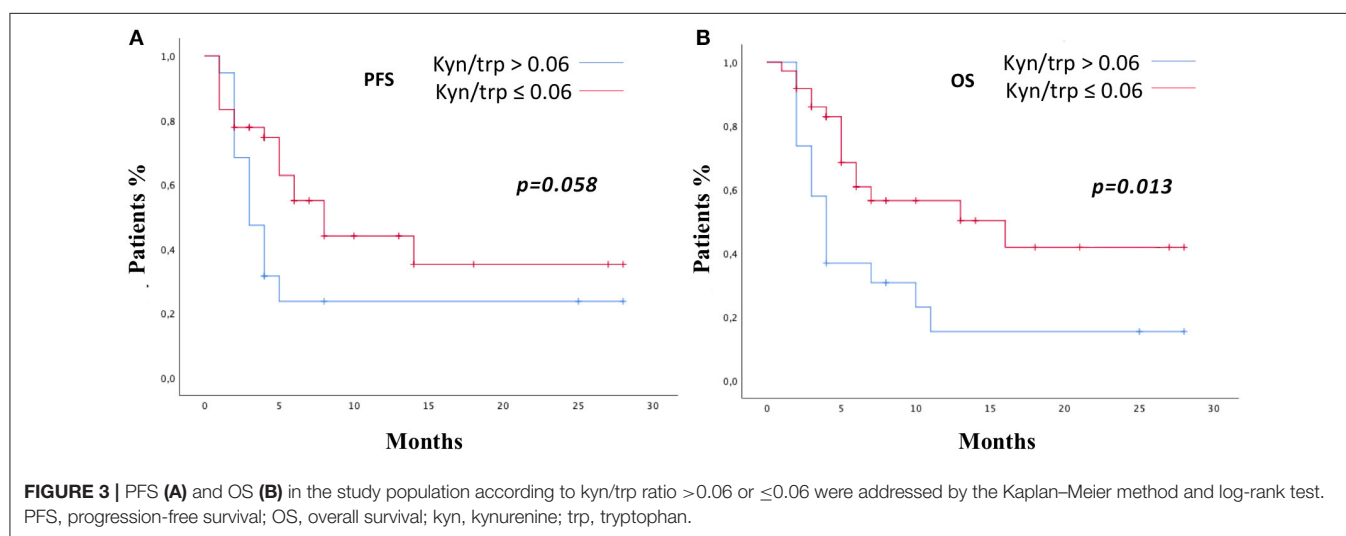 A
PFS
Kyn/trp > 0.06
Kyn/trp ≤ 0.06
p=0.058
Patients %
1,0
0,8
0,6
0,4
0,2
0,0
0 5 10 15 20 25 30
Months
B
OS
Kyn/trp > 0.06
Kyn/trp ≤ 0.06
p=0.013
Patients %
1,0
0,8
0,6
0,4
0,2
0,0
0 5 10 15 20 25 30
Months
FIGURE 3 | PFS (A) and OS (B) in the study population according to kyn/trp ratio >0.06 or ≤0.06 were addressed by the Kaplan–Meier method and log-rank test.
PFS, progression-free survival; OS, overall survival; kyn, kynurenine; trp, tryptophan.